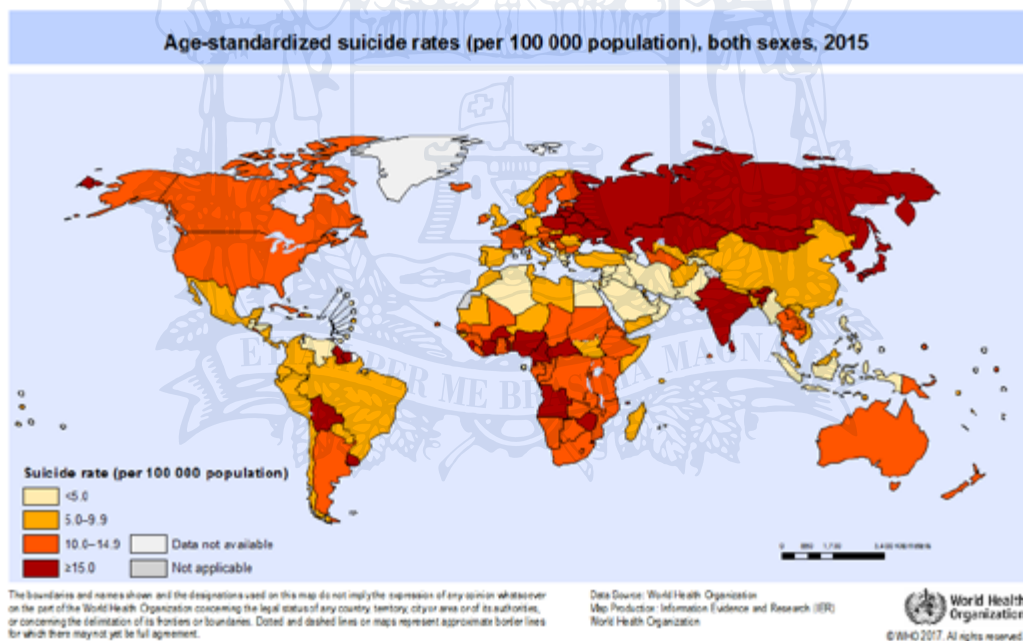 Age-standardized suicide rates (per 100 000 population), both sexes, 2015
PER ME
MAGNA
Suicide rate (per 100 000 population)
<5.0
5.0–9.9
10.0–14.9
≥15.0
Data not available
Not applicable
The boundaries and names shown and the designations used on this map do not imply the expression of any opinion whatsoever
on the part of the World Health Organization concerning the legal status of any country, territory, city or area or of its authorities,
or concerning the delimitation of its frontiers or boundaries. Dotted and dashed lines on maps represent approximate border lines
for which there may not yet be full agreement.
Data Source: World Health Organization
Map Production: Information Evidence and Research (IER)
World Health Organization
World Health
Organization
© WHO 2017. All rights reserved